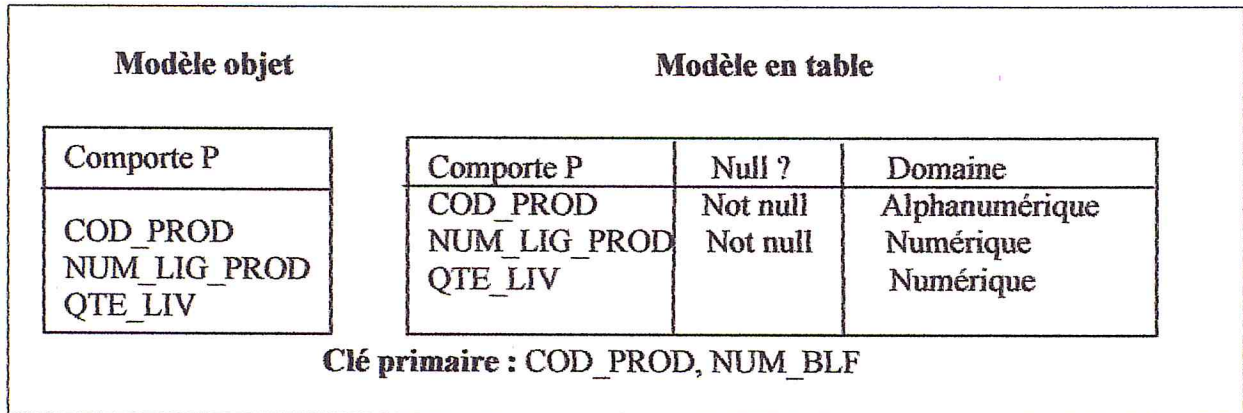 Modèle objet
Modèle en table
Comporte P
COD_PROD
NUM_LIG_PROD
QTE_LIV
Comporte P Null ? Domaine
COD_PROD Not null Alphanumérique
NUM_LIG_PROD Not null Numérique
QTE_LIV Numérique
Clé primaire : COD_PROD, NUM_BLF